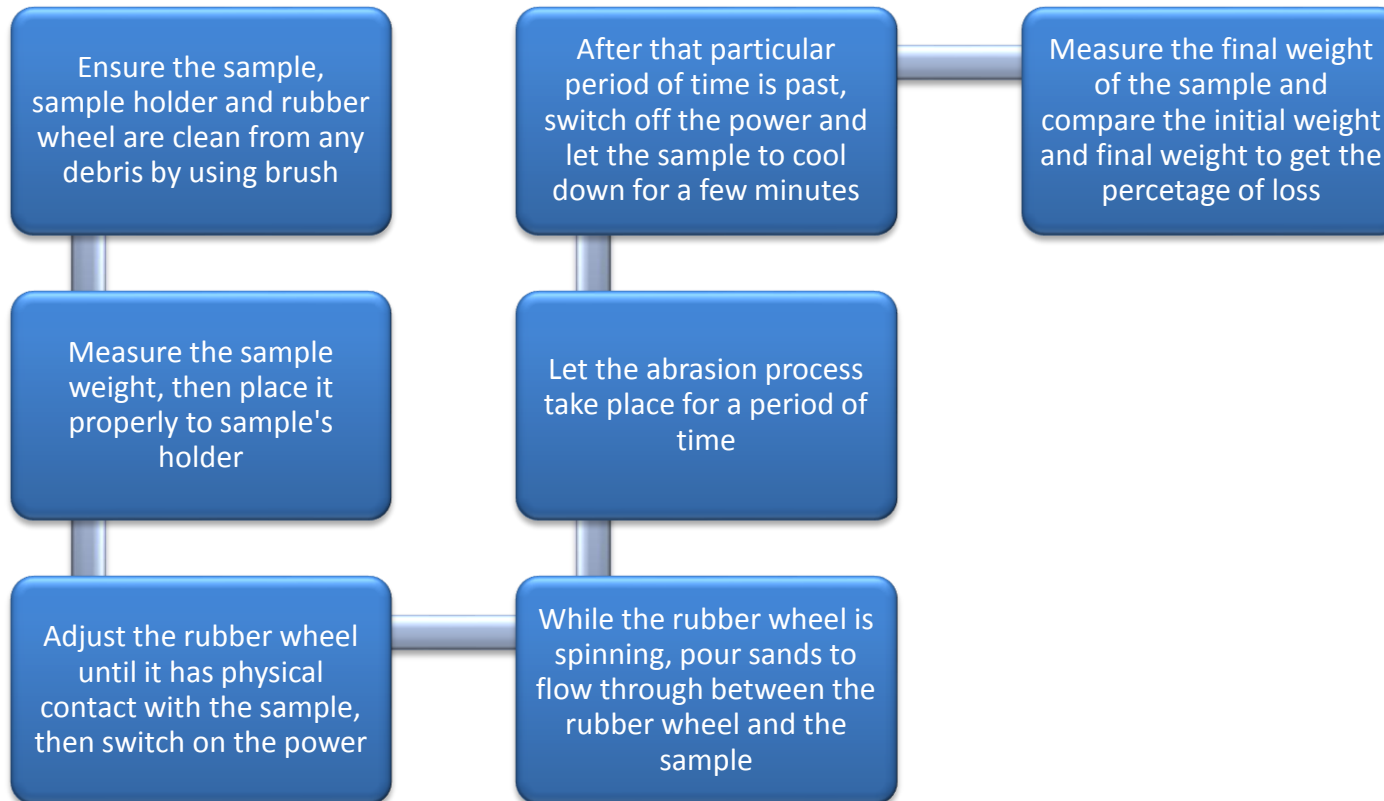 Ensure the sample,
sample holder and rubber
wheel are clean from any
debris by using brush
Measure the sample
weight, then place it
properly to sample's
holder
Adjust the rubber wheel
until it has physical
contact with the sample,
then switch on the power
While the rubber wheel is
spinning, pour sands to
flow through between the
rubber wheel and the
sample
Let the abrasion process
take place for a period of
time
After that particular
period of time is past,
switch off the power and
let the sample to cool
down for a few minutes
Measure the final weight
of the sample and
compare the initial weight
and final weight to get the
percetage of loss